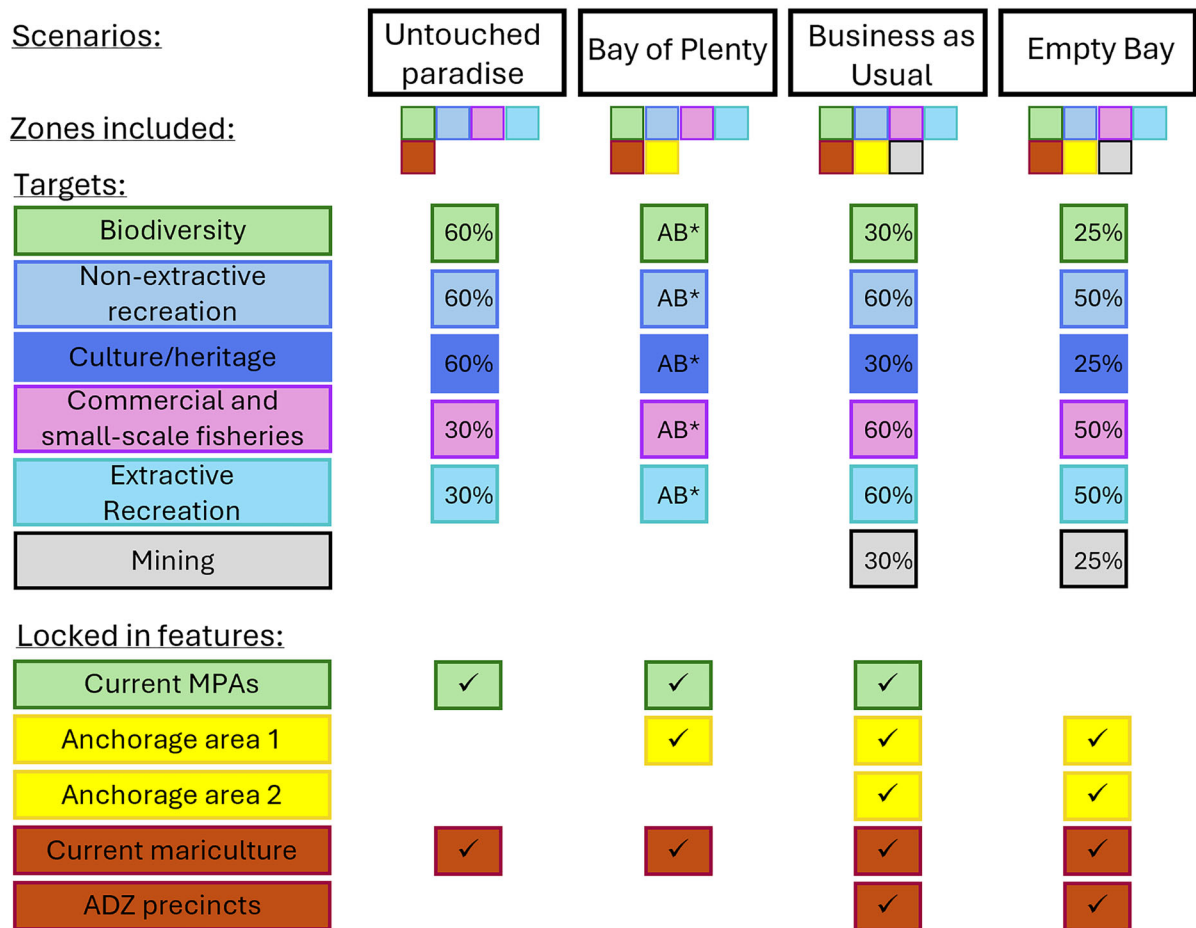 Scenarios:
Untouched paradise
Bay of Plenty
Business as Usual
Empty Bay
Zones included:
Targets:
Biodiversity
60%
AB*
30%
25%
Non-extractive recreation
60%
AB*
60%
50%
Culture/heritage
60%
AB*
30%
25%
Commercial and small-scale fisheries
30%
AB*
60%
50%
Extractive Recreation
30%
AB*
60%
50%
Mining
30%
25%
Locked in features:
Current MPAs
✓ ✓ ✓
Anchorage area 1
✓ ✓ ✓
Anchorage area 2
✓ ✓
Current mariculture
✓ ✓ ✓ ✓
ADZ precincts
✓ ✓